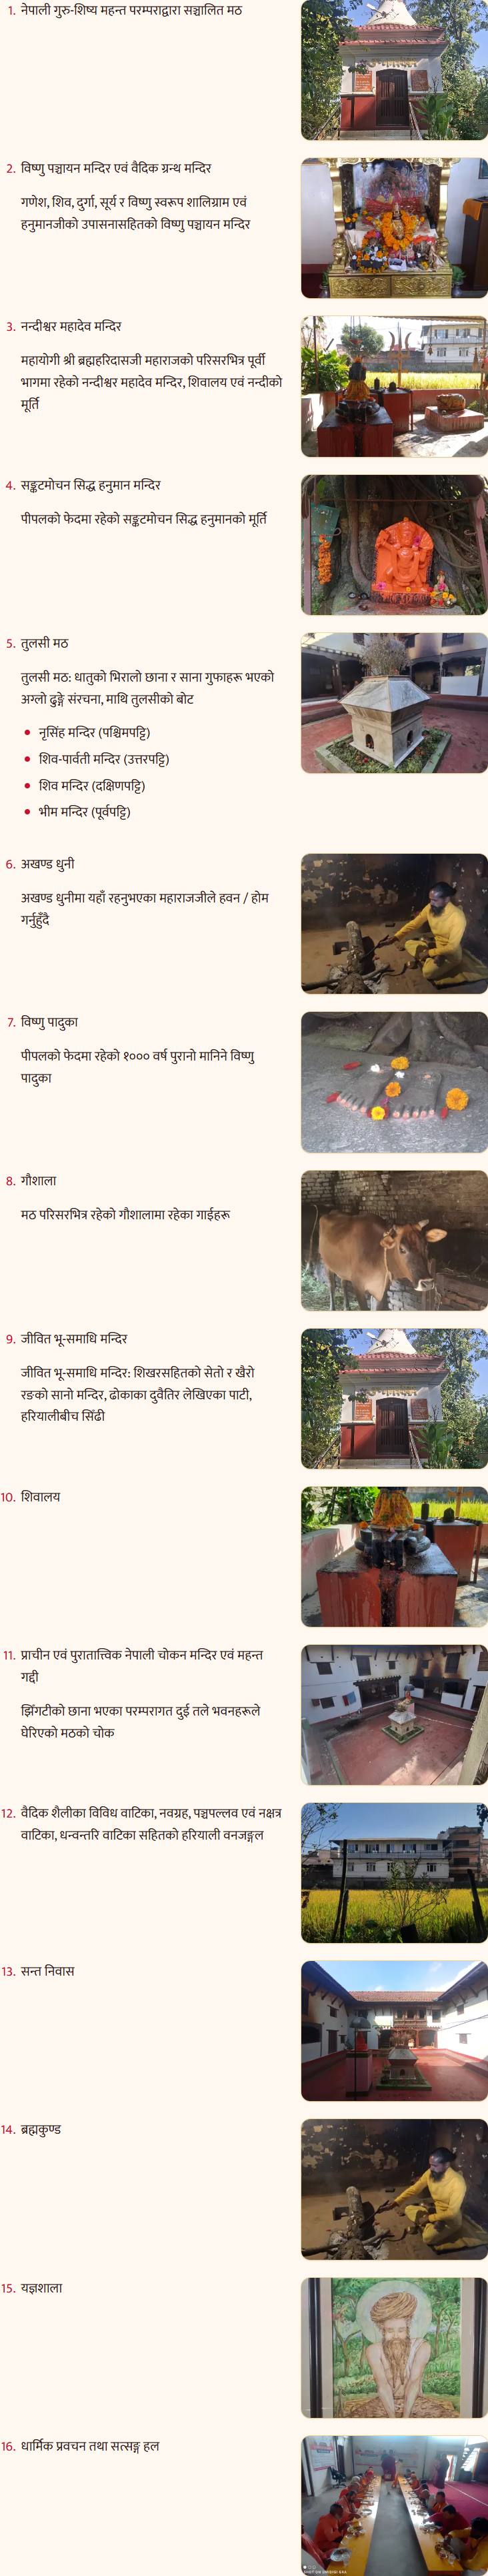 1. नेपाली गुरु-शिष्य महन्त परम्पराद्वारा सञ्चालित मठ
2. विष्णु पञ्चायन मन्दिर एवं वैदिक ग्रन्थ मन्दिर
गणेश, शिव, दुर्गा, सूर्य र विष्णु स्वरूप शालिग्राम एवं
हनुमानजीको उपासनासहितको विष्णु पञ्चायन मन्दिर
3. नन्दीश्वर महादेव मन्दिर
महायोगी श्री ब्रह्महरिदासजी महाराजको परिसरभित्र पूर्वी
भागमा रहेको नन्दीश्वर महादेव मन्दिर, शिवालय एवं नन्दीको
मूर्ति
4. सङ्कटमोचन सिद्ध हनुमान मन्दिर
पीपलको फेदमा रहेको सङ्कटमोचन सिद्ध हनुमानको मूर्ति
5. तुलसी मठ
तुलसी मठ: धातुको भिरालो छाना र साना गुफाहरू भएको
अग्लो ढुङ्गे संरचना, माथि तुलसीको बोट
• नृसिंह मन्दिर (पश्चिमपट्टि)
• शिव-पार्वती मन्दिर (उत्तरपट्टि)
• शिव मन्दिर (दक्षिणपट्टि)
• भीम मन्दिर (पूर्वपट्टि)
6. अखण्ड धुनी
अखण्ड धुनीमा यहाँ रहनुभएका महाराजजीले हवन / होम
गर्नुहुँदै
7. विष्णु पादुका
पीपलको फेदमा रहेको १००० वर्ष पुरानो मानिने विष्णु
पादुका
8. गौशाला
मठ परिसरभित्र रहेको गौशालामा रहेका गाईहरू
9. जीवित भू-समाधि मन्दिर
जीवित भू-समाधि मन्दिर: शिखरसहितको सेतो र खैरो
रङको सानो मन्दिर, ढोकाका दुवैतिर लेखिएका पाटी,
हरियालीबीच सिँढी
10. शिवालय
11. प्राचीन एवं पुरातात्त्विक नेपाली चोकन मन्दिर एवं महन्त
गद्दी
झिँगटीको छाना भएका परम्परागत दुई तले भवनहरूले
घेरिएको मठको चोक
12. वैदिक शैलीका विविध वाटिका, नवग्रह, पञ्चपल्लव एवं नक्षत्र
वाटिका, धन्वन्तरि वाटिका सहितको हरियाली वनजङ्गल
13. सन्त निवास
14. ब्रह्मकुण्ड
15. यज्ञशाला
16. धार्मिक प्रवचन तथा सत्सङ्ग हल